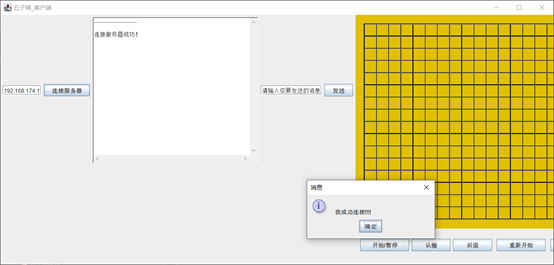 五子棋_客户端
连接服务器成功!
192.168.174.1
连接服务器
请输入你要发送的消息
发送
消息
我成功连接!!!!
确定
开始/暂停
认输
后退
重新开始